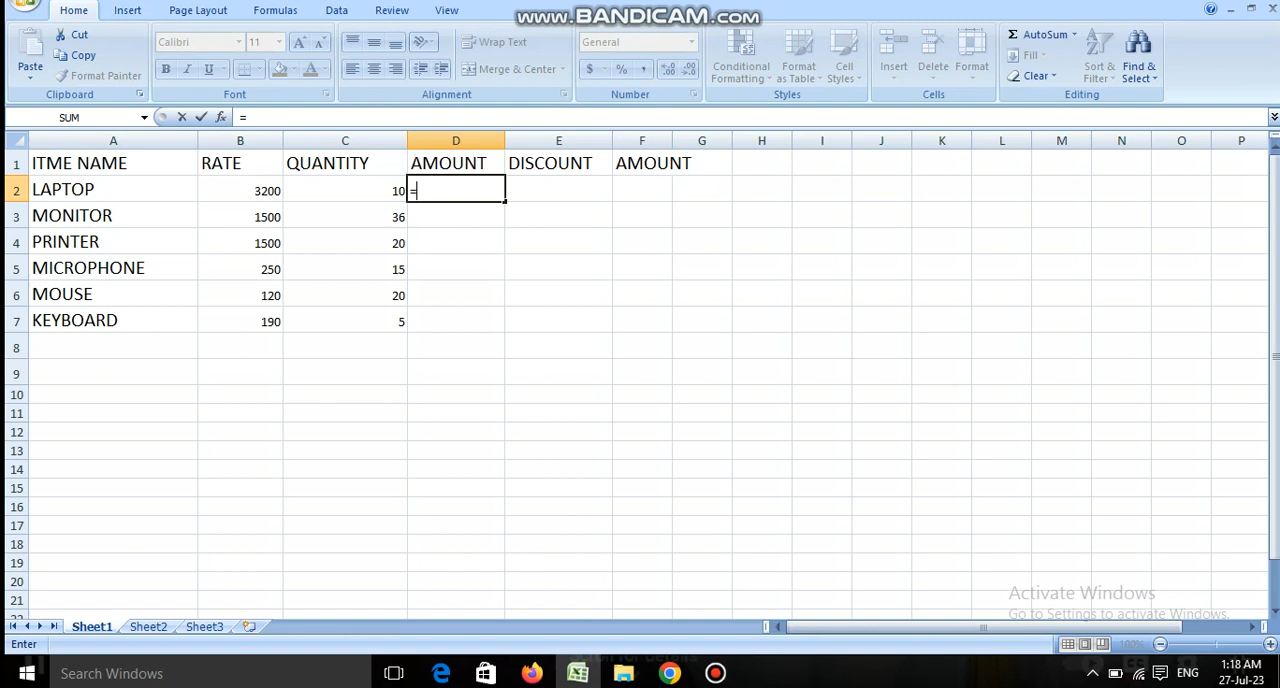 www.BANDICAM.com
Home Insert Page Layout Formulas Data Review View
Cut
Copy
Format Painter
Paste
Clipboard
Calibri 11
B I U
Font
Wrap Text
Merge & Center
Alignment
General
$ % ,
Number
Conditional Formatting
Format as Table
Cell Styles
Styles
Insert Delete Format
Cells
Σ AutoSum
Fill
Clear
Sort & Filter
Find & Select
Editing
SUM fx =
A B C D E F G H I J K L M N O P
1 ITME NAME RATE QUANTITY AMOUNT DISCOUNT AMOUNT
2 LAPTOP 3200 10 =
3 MONITOR 1500 36
4 PRINTER 1500 20
5 MICROPHONE 250 15
6 MOUSE 120 20
7 KEYBOARD 190 5
8
9
10
11
12
13
14
15
16
17
18
19
20
21
Activate Windows
Go to Settings to activate Windows.
Sheet1 Sheet2 Sheet3
Enter 100%
Search Windows ENG
1:18 AM
27-Jul-23